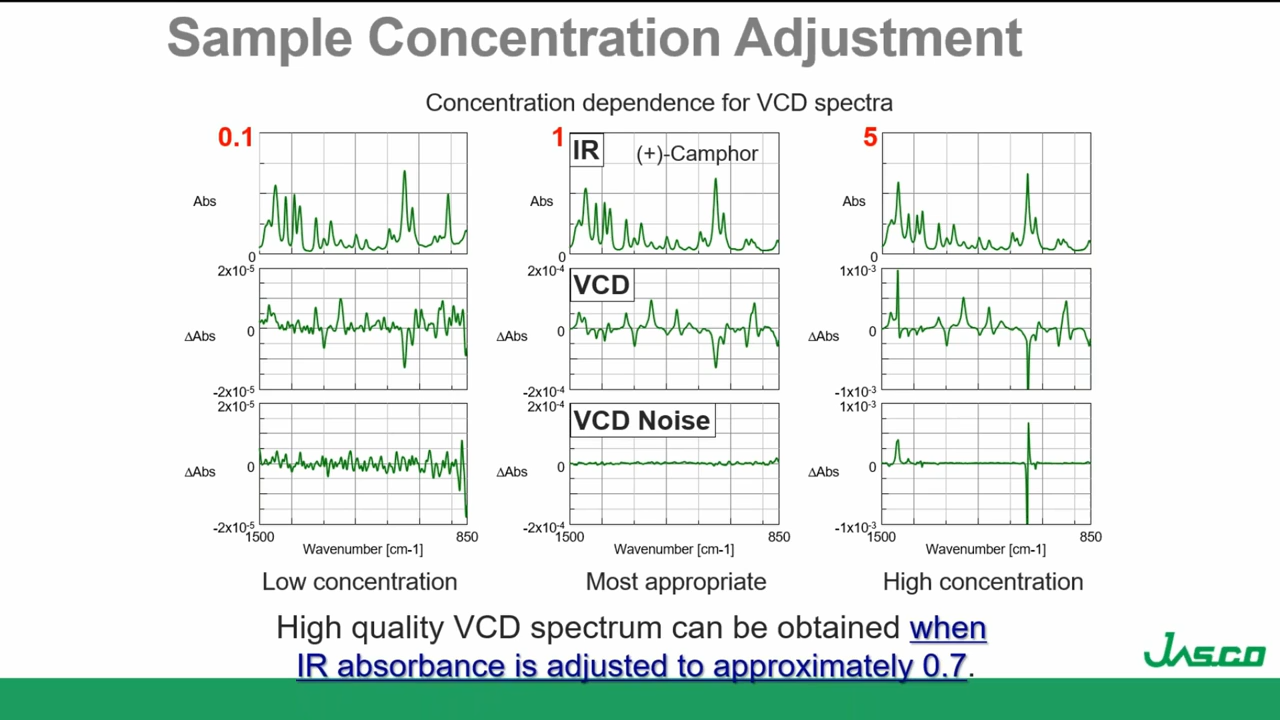 Sample Concentration Adjustment
Concentration dependence for VCD spectra
0.1
Abs
0
1
IR
(+)-Camphor
Abs
0
5
Abs
0
2x10⁻⁵
0
ΔAbs
-2x10⁻⁵
2x10⁻⁴
VCD
0
ΔAbs
-2x10⁻⁴
1x10⁻³
0
ΔAbs
-1x10⁻³
2x10⁻⁵
0
ΔAbs
-2x10⁻⁵
1500
850
Wavenumber [cm-1]
2x10⁻⁴
VCD Noise
0
ΔAbs
-2x10⁻⁴
1500
850
Wavenumber [cm-1]
1x10⁻³
0
ΔAbs
-1x10⁻³
1500
850
Wavenumber [cm-1]
Low concentration
Most appropriate
High concentration
High quality VCD spectrum can be obtained when
IR absorbance is adjusted to approximately 0.7.
JASCO